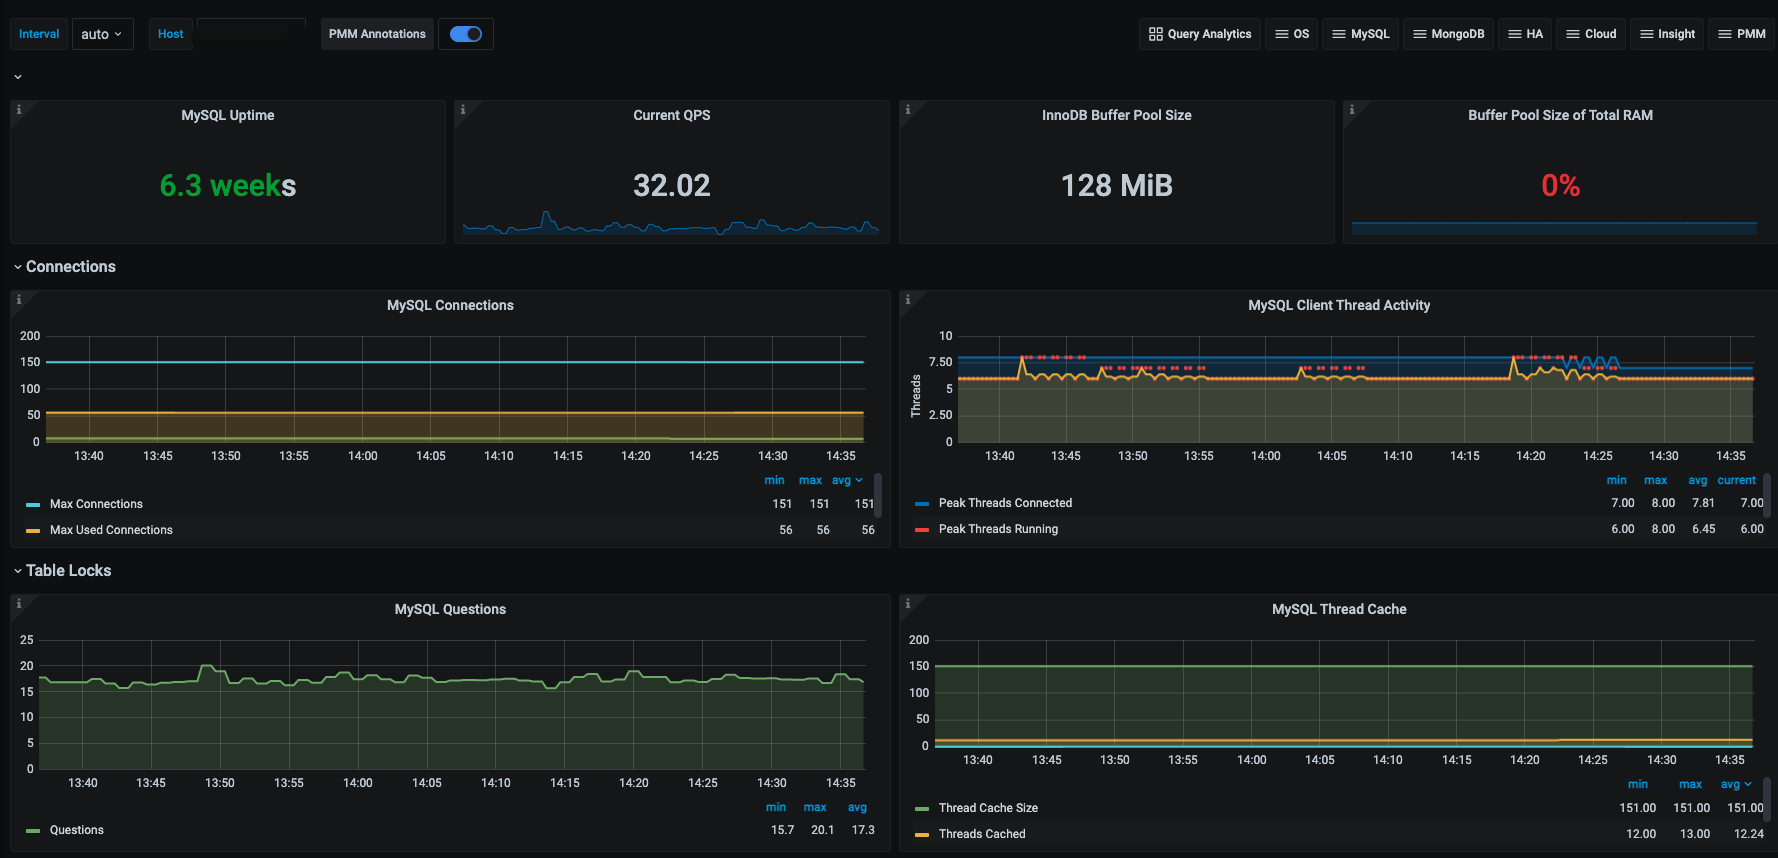 Interval auto Host PMM Annotations Query Analytics OS MySQL MongoDB HA Cloud Insight PMM
MySQL Uptime
6.3 weeks
Current QPS
32.02
InnoDB Buffer Pool Size
128 MiB
Buffer Pool Size of Total RAM
0%
Connections
MySQL Connections
200
150
100
50
0
13:40 13:45 13:50 13:55 14:00 14:05 14:10 14:15 14:20 14:25 14:30 14:35
min max avg
Max Connections 151 151 151
Max Used Connections 56 56 56
MySQL Client Thread Activity
Threads
10
7.50
5
2.50
0
13:40 13:45 13:50 13:55 14:00 14:05 14:10 14:15 14:20 14:25 14:30 14:35
min max avg current
Peak Threads Connected 7.00 8.00 7.81 7.00
Peak Threads Running 6.00 8.00 6.45 6.00
Table Locks
MySQL Questions
25
20
15
10
5
0
13:40 13:45 13:50 13:55 14:00 14:05 14:10 14:15 14:20 14:25 14:30 14:35
min max avg
Questions 15.7 20.1 17.3
MySQL Thread Cache
200
150
100
50
0
13:40 13:45 13:50 13:55 14:00 14:05 14:10 14:15 14:20 14:25 14:30 14:35
min max avg
Thread Cache Size 151.00 151.00 151.00
Threads Cached 12.00 13.00 12.24